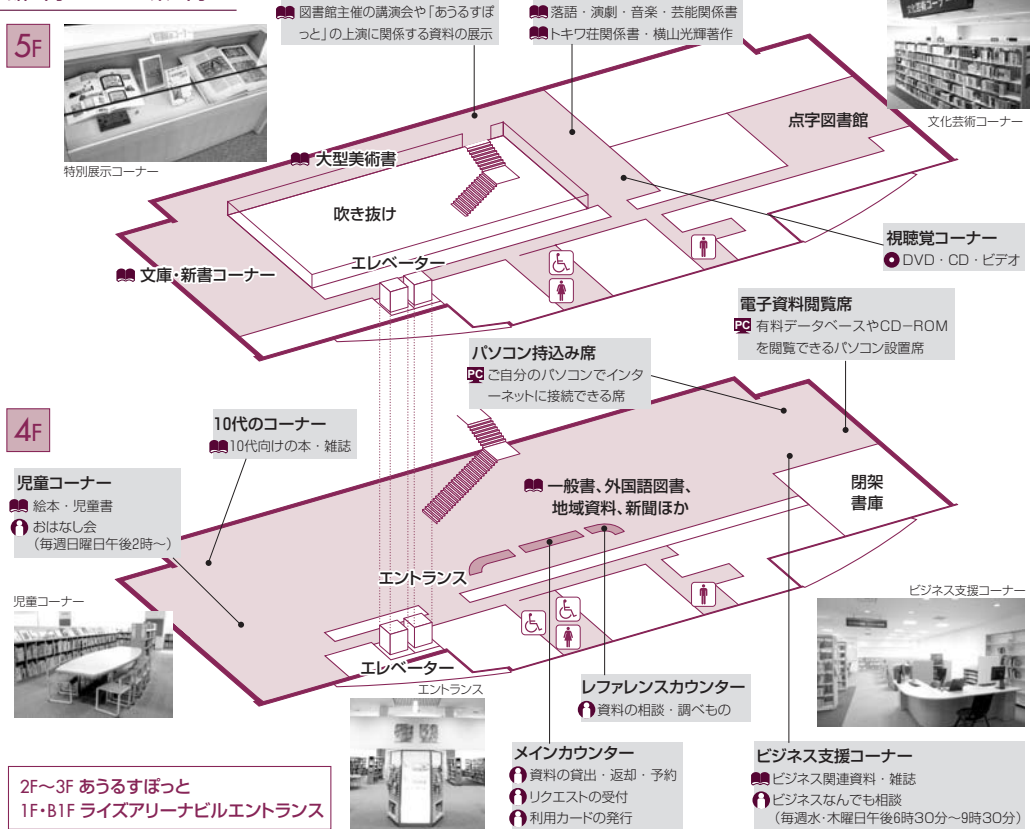 5F
図書館主催の講演会や「あうるすぽ
っと」の上演に関係する資料の展示
落語・演劇・音楽・芸能関係書
トキワ荘関係書・横山光輝著作
文化芸術コーナー
特別展示コーナー
点字図書館
大型美術書
吹き抜け
視聴覚コーナー
DVD・CD・ビデオ
文庫・新書コーナー
エレベーター
電子資料閲覧席
PC 有料データベースやCD−ROM
を閲覧できるパソコン設置席
パソコン持込み席
PC ご自分のパソコンでインタ
ーネットに接続できる席
4F
10代のコーナー
10代向けの本・雑誌
児童コーナー
絵本・児童書
おはなし会
(毎週日曜日午後2時〜)
一般書、外国語図書、
地域資料、新聞ほか
閉架
書庫
エントランス
児童コーナー
ビジネス支援コーナー
エレベーター
エントランス
レファレンスカウンター
資料の相談・調べもの
メインカウンター
資料の貸出・返却・予約
リクエストの受付
利用カードの発行
ビジネス支援コーナー
ビジネス関連資料・雑誌
ビジネスなんでも相談
(毎週水・木曜日午後6時30分〜9時30分)
2F〜3F あうるすぽっと
1F・B1F ライズアリーナビルエントランス